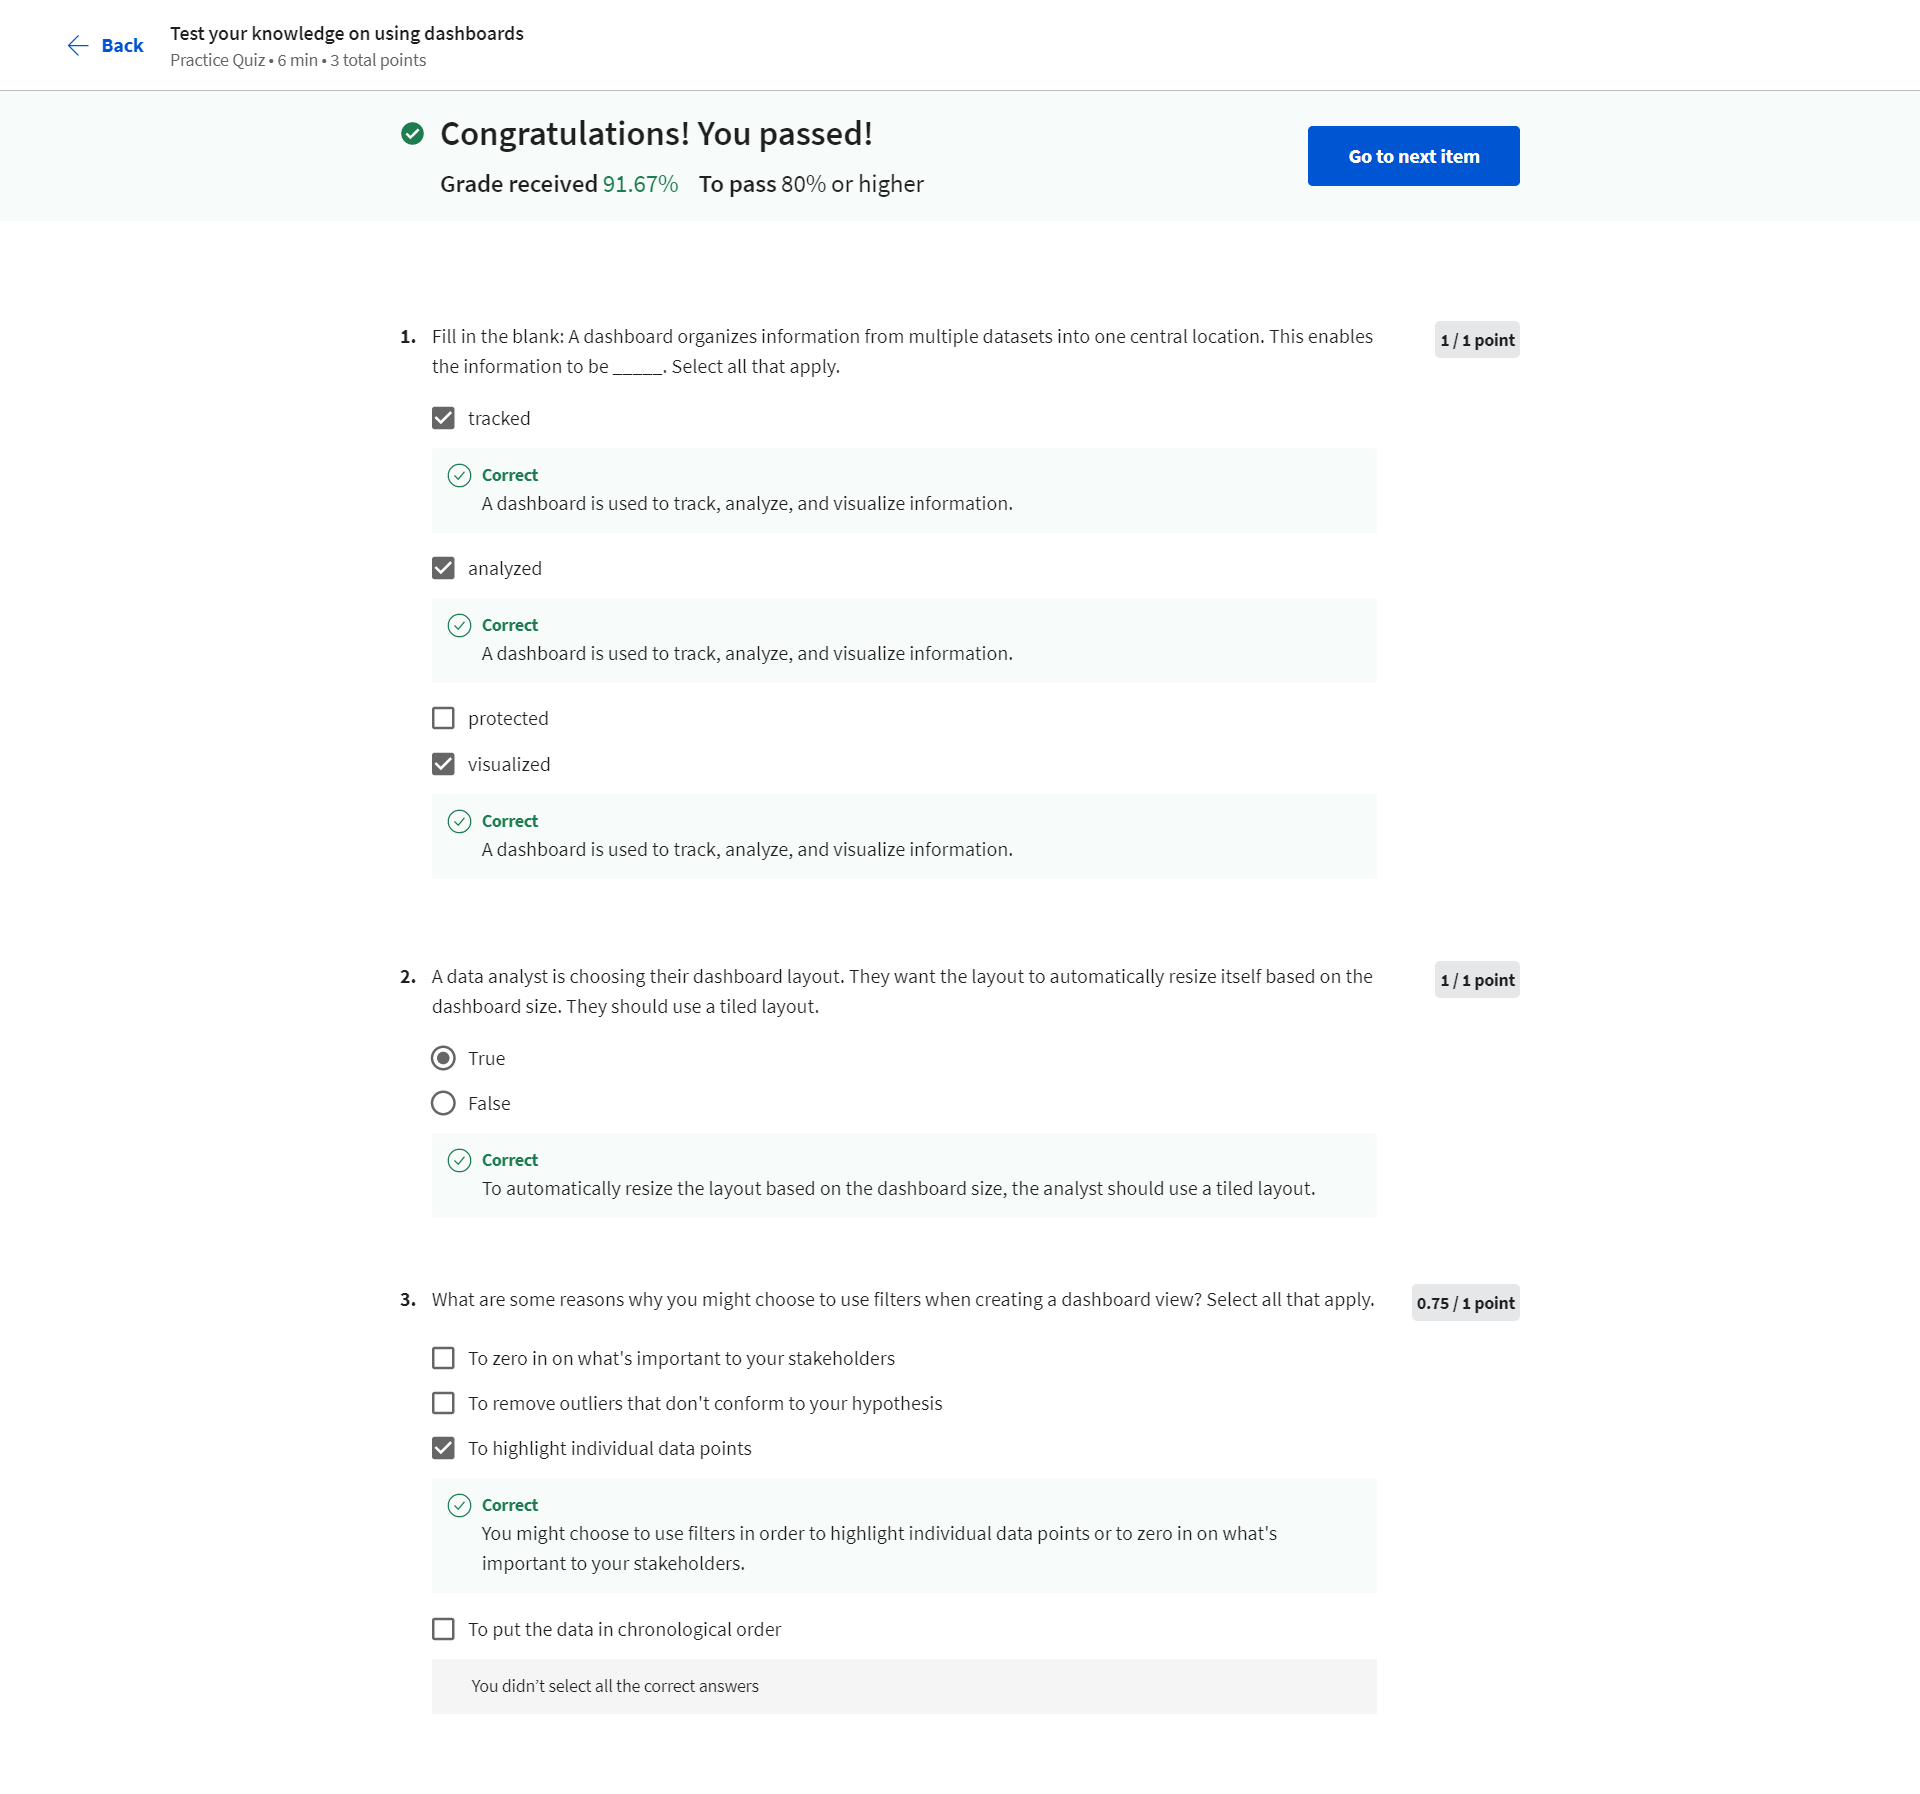 Back
Test your knowledge on using dashboards
Practice Quiz • 6 min • 3 total points
Congratulations! You passed!
Grade received 91.67% To pass 80% or higher
Go to next item
1. Fill in the blank: A dashboard organizes information from multiple datasets into one central location. This enables
the information to be _____. Select all that apply.
1 / 1 point
tracked
Correct
A dashboard is used to track, analyze, and visualize information.
analyzed
Correct
A dashboard is used to track, analyze, and visualize information.
protected
visualized
Correct
A dashboard is used to track, analyze, and visualize information.
2. A data analyst is choosing their dashboard layout. They want the layout to automatically resize itself based on the
dashboard size. They should use a tiled layout.
1 / 1 point
True
False
Correct
To automatically resize the layout based on the dashboard size, the analyst should use a tiled layout.
3. What are some reasons why you might choose to use filters when creating a dashboard view? Select all that apply.
0.75 / 1 point
To zero in on what's important to your stakeholders
To remove outliers that don't conform to your hypothesis
To highlight individual data points
Correct
You might choose to use filters in order to highlight individual data points or to zero in on what's
important to your stakeholders.
To put the data in chronological order
You didn’t select all the correct answers